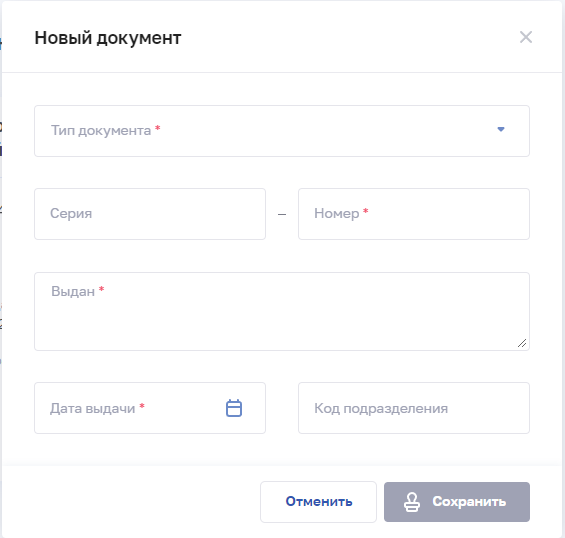 Новый документ
Тип документа *
Серия – Номер *
Выдан *
Дата выдачи * Код подразделения
Отменить Сохранить